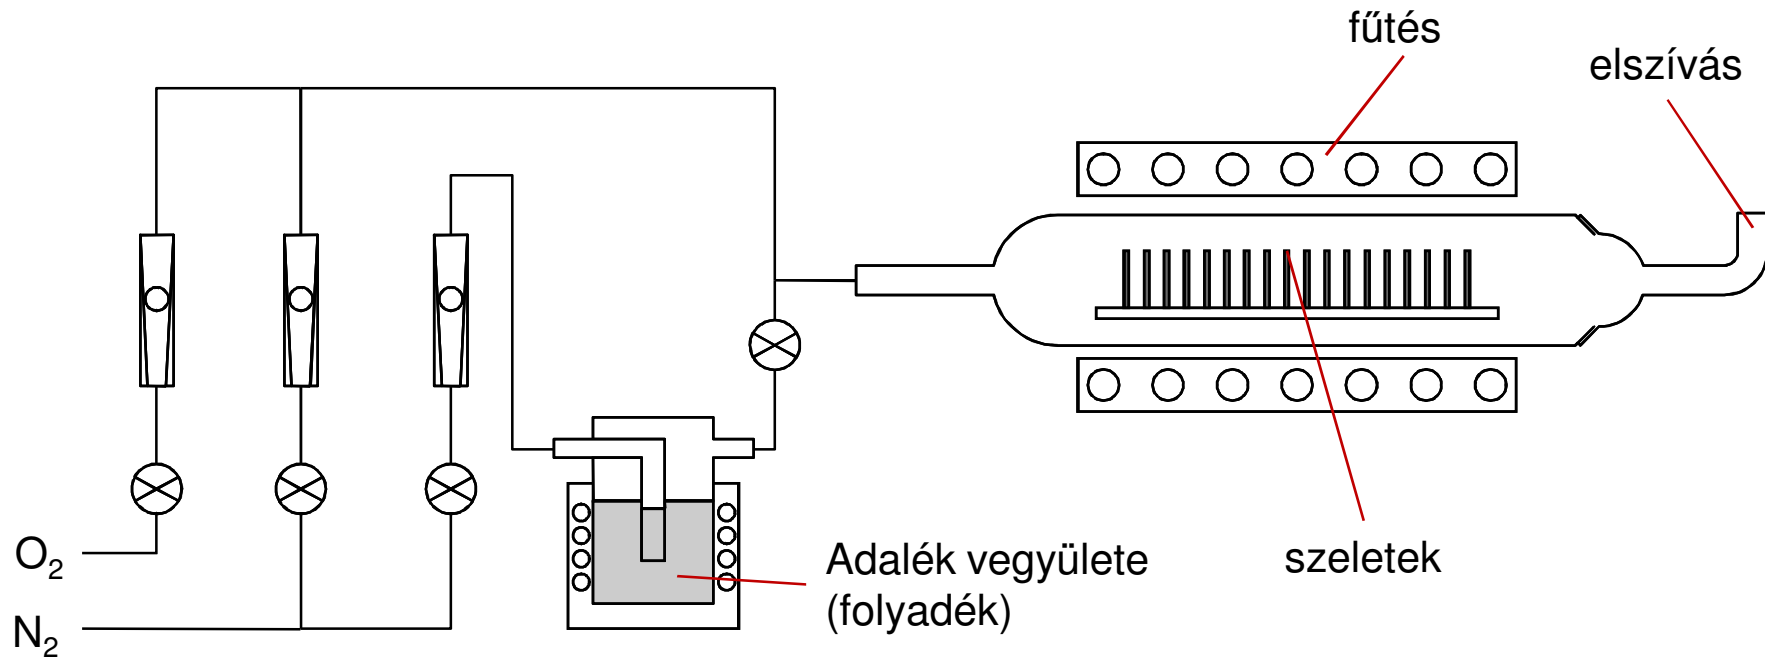 fűtés
elszívás
O2
N2
Adalék vegyülete
(folyadék)
szeletek